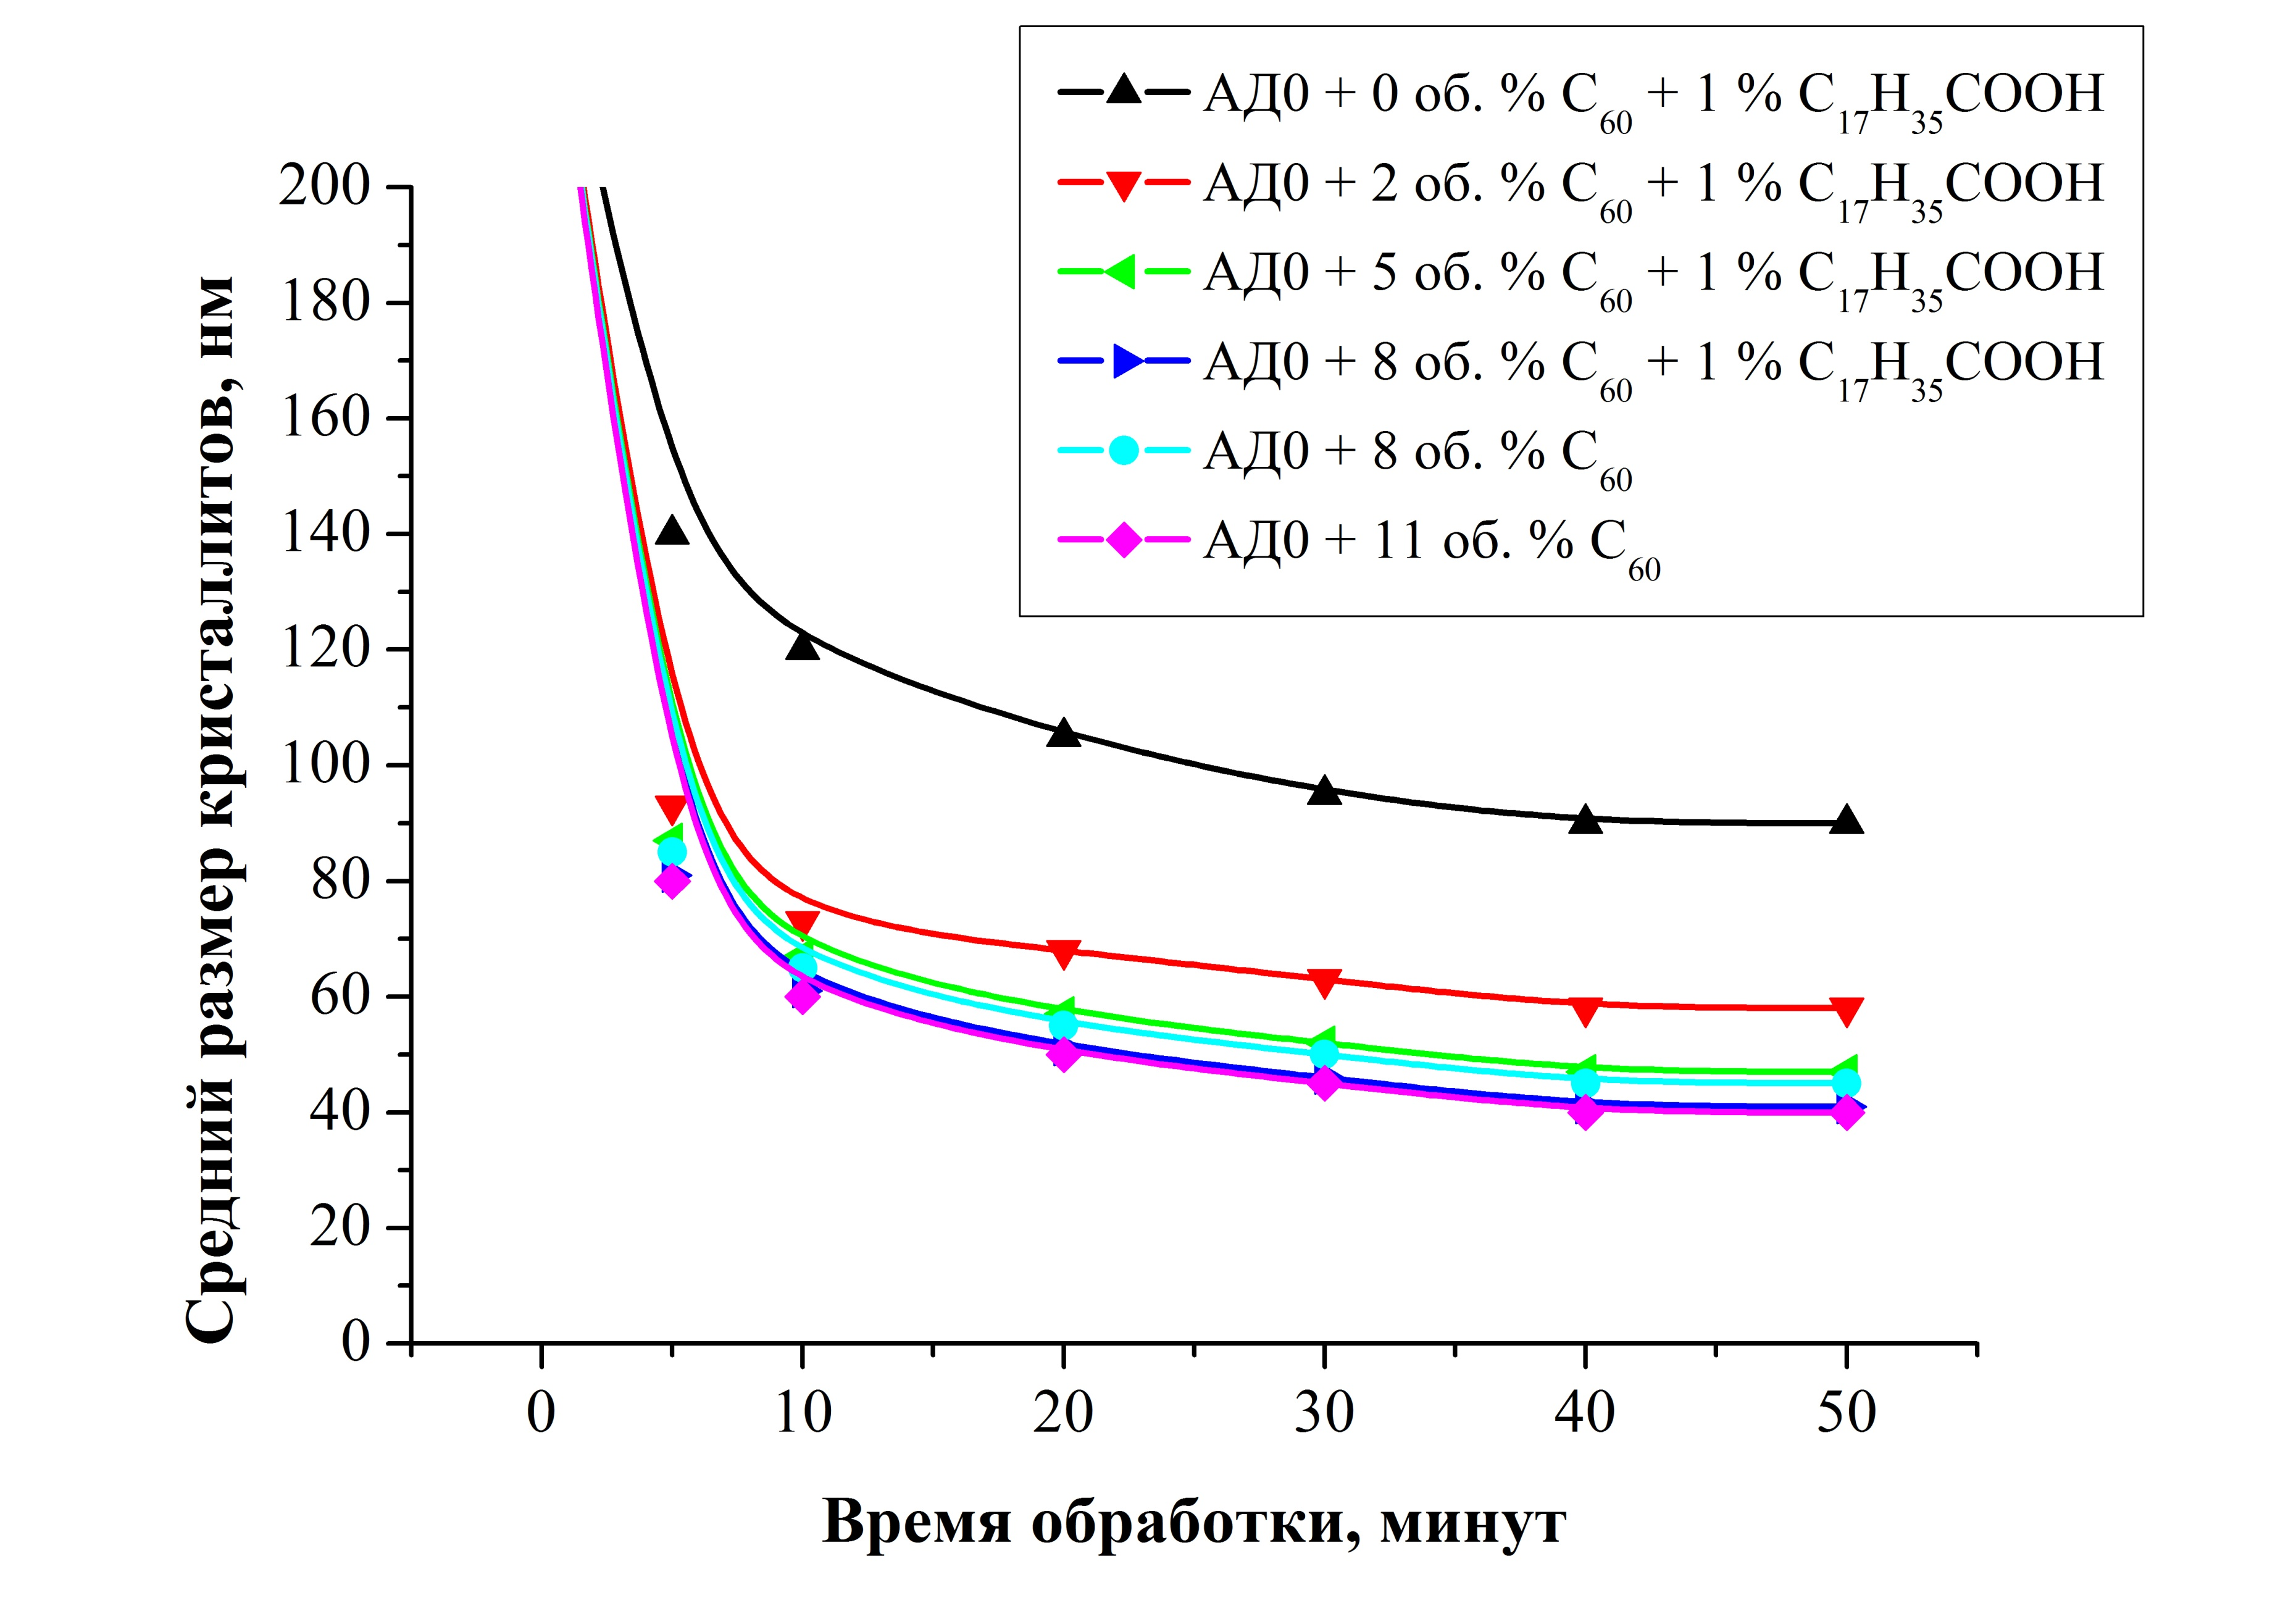 АД0 + 0 об. % C₆₀ + 1 % C₁₇H₃₅COOH
АД0 + 2 об. % C₆₀ + 1 % C₁₇H₃₅COOH
АД0 + 5 об. % C₆₀ + 1 % C₁₇H₃₅COOH
АД0 + 8 об. % C₆₀ + 1 % C₁₇H₃₅COOH
АД0 + 8 об. % C₆₀
АД0 + 11 об. % C₆₀
Средний размер кристаллитов, нм
200
180
160
140
120
100
80
60
40
20
0
0 10 20 30 40 50
Время обработки, минут